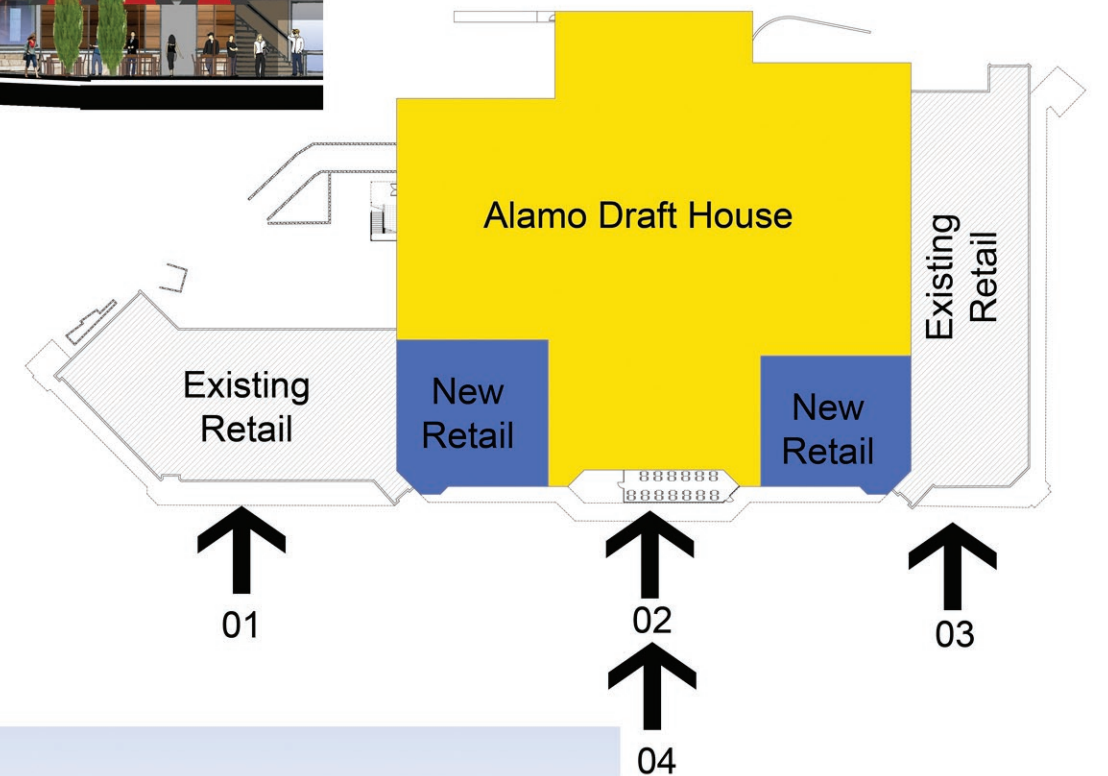 Alamo Draft House
Existing
Retail
Existing
Retail
New
Retail
New
Retail
01
02
03
04